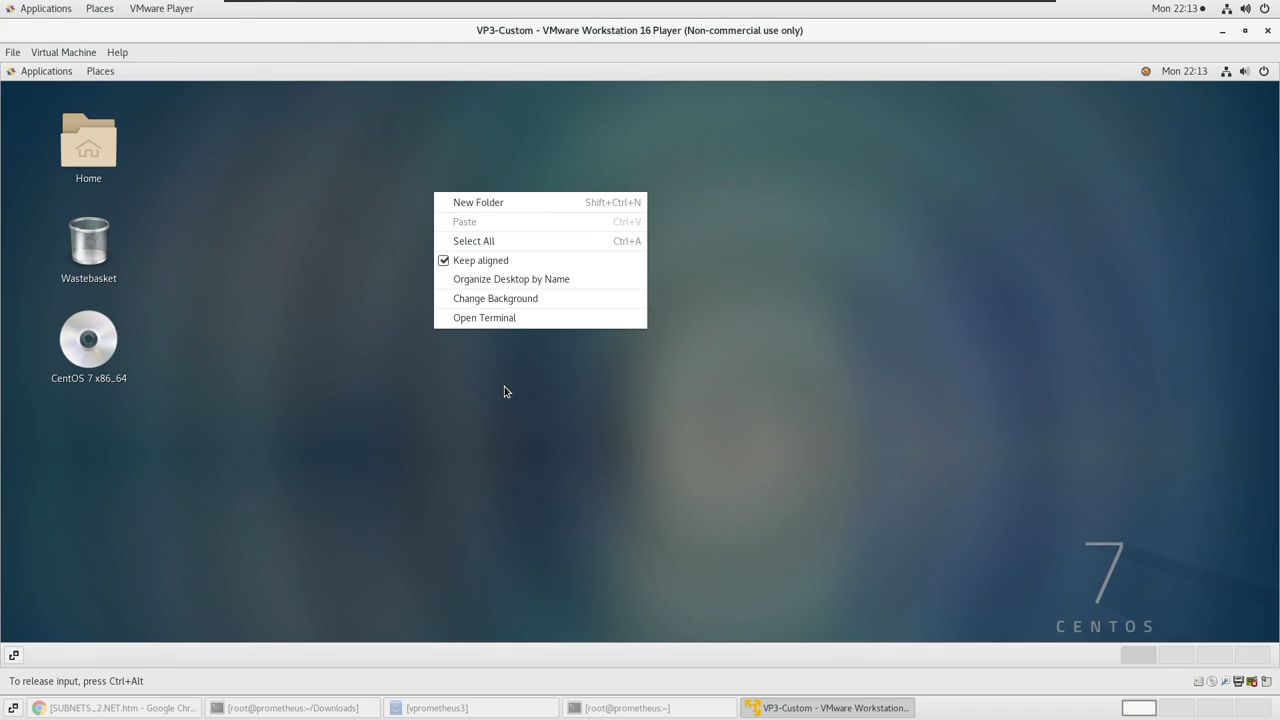 Applications Places VMware Player Mon 22:13
VP3-Custom - VMware Workstation 16 Player (Non-commercial use only)
File Virtual Machine Help
Applications Places Mon 22:13
Home
Wastebasket
CentOS 7 x86_64
New Folder Shift+Ctrl+N
Paste Ctrl+V
Select All Ctrl+A
Keep aligned
Organize Desktop by Name
Change Background
Open Terminal
7
CENTOS
To release input, press Ctrl+Alt
[SUBNETS_2.NET.htm - Google Chr... [root@prometheus:~/Downloads] [vprometheus3] [root@prometheus:~] VP3-Custom - VMware Workstation...